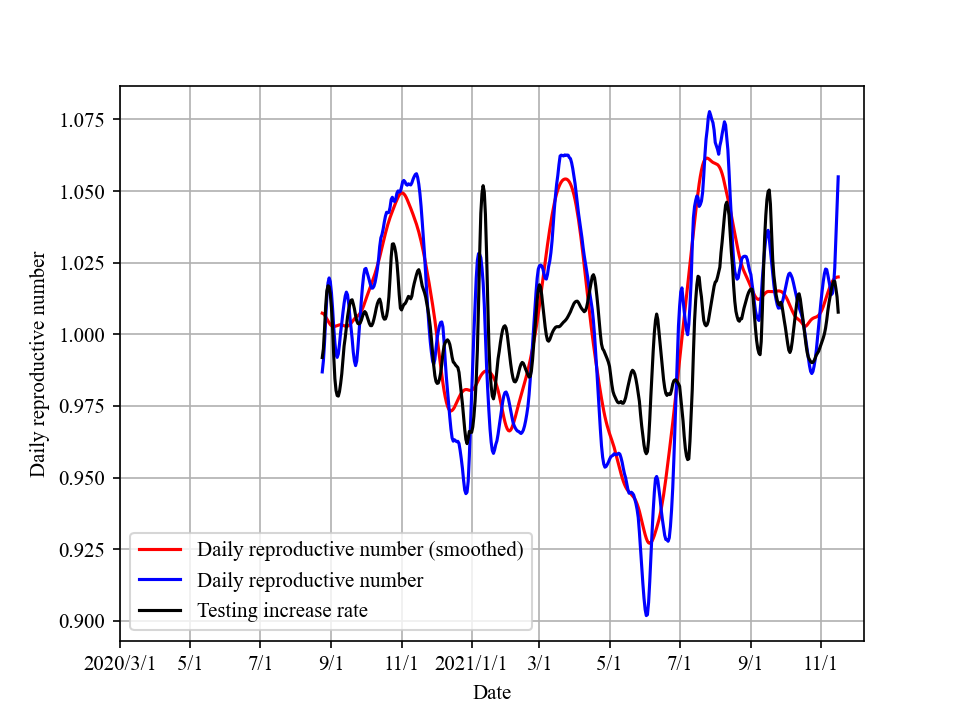 Daily reproductive number
1.075
1.050
1.025
1.000
0.975
0.950
0.925
0.900
Daily reproductive number (smoothed)
Daily reproductive number
Testing increase rate
2020/3/1 5/1 7/1 9/1 11/1 2021/1/1 3/1 5/1 7/1 9/1 11/1
Date